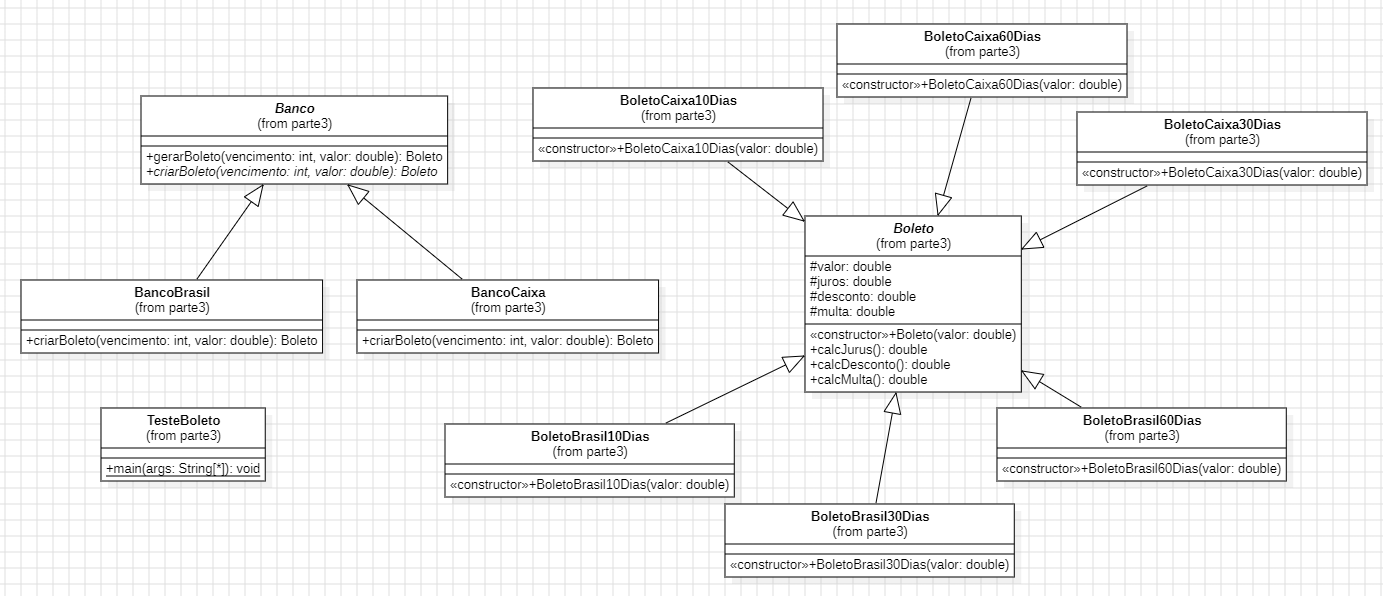 BoletoCaixa60Dias
(from parte3)
«constructor»+BoletoCaixa60Dias(valor: double)
BoletoCaixa10Dias
(from parte3)
«constructor»+BoletoCaixa10Dias(valor: double)
Banco
(from parte3)
+gerarBoleto(vencimento: int, valor: double): Boleto
+criarBoleto(vencimento: int, valor: double): Boleto
BoletoCaixa30Dias
(from parte3)
«constructor»+BoletoCaixa30Dias(valor: double)
Boleto
(from parte3)
#valor: double
#juros: double
#desconto: double
#multa: double
«constructor»+Boleto(valor: double)
+calcJurus(): double
+calcDesconto(): double
+calcMulta(): double
BancoBrasil
(from parte3)
+criarBoleto(vencimento: int, valor: double): Boleto
BancoCaixa
(from parte3)
+criarBoleto(vencimento: int, valor: double): Boleto
TesteBoleto
(from parte3)
+main(args: String[*]): void
BoletoBrasil10Dias
(from parte3)
«constructor»+BoletoBrasil10Dias(valor: double)
BoletoBrasil60Dias
(from parte3)
«constructor»+BoletoBrasil60Dias(valor: double)
BoletoBrasil30Dias
(from parte3)
«constructor»+BoletoBrasil30Dias(valor: double)